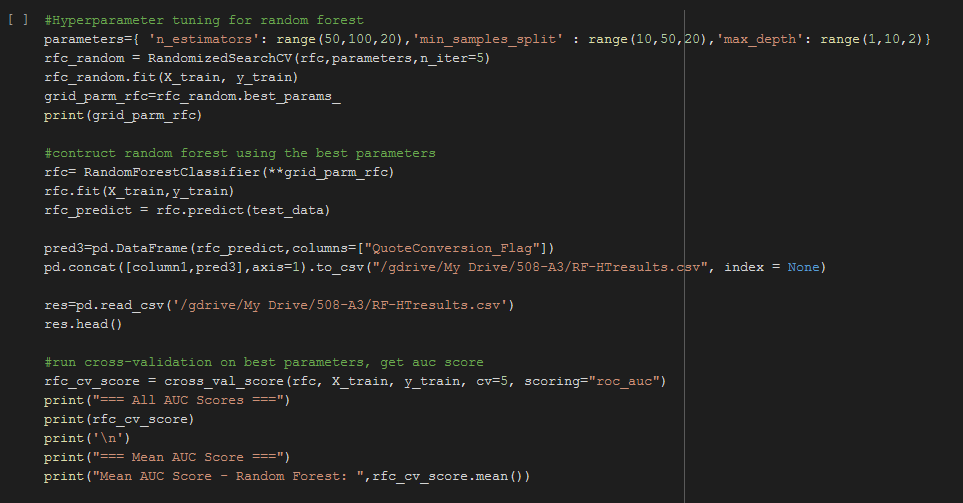 [ ] #Hyperparameter tuning for random forest
parameters={ 'n_estimators': range(50,100,20),'min_samples_split' : range(10,50,20),'max_depth': range(1,10,2)}
rfc_random = RandomizedSearchCV(rfc,parameters,n_iter=5)
rfc_random.fit(X_train, y_train)
grid_parm_rfc=rfc_random.best_params_
print(grid_parm_rfc)
#contruct random forest using the best parameters
rfc= RandomForestClassifier(**grid_parm_rfc)
rfc.fit(X_train,y_train)
rfc_predict = rfc.predict(test_data)
pred3=pd.DataFrame(rfc_predict,columns=["QuoteConversion_Flag"])
pd.concat([column1,pred3],axis=1).to_csv("/gdrive/My Drive/508-A3/RF-HTresults.csv", index = None)
res=pd.read_csv('/gdrive/My Drive/508-A3/RF-HTresults.csv')
res.head()
#run cross-validation on best parameters, get auc score
rfc_cv_score = cross_val_score(rfc, X_train, y_train, cv=5, scoring="roc_auc")
print("=== All AUC Scores ===")
print(rfc_cv_score)
print('\n')
print("=== Mean AUC Score ===")
print("Mean AUC Score - Random Forest: ",rfc_cv_score.mean())